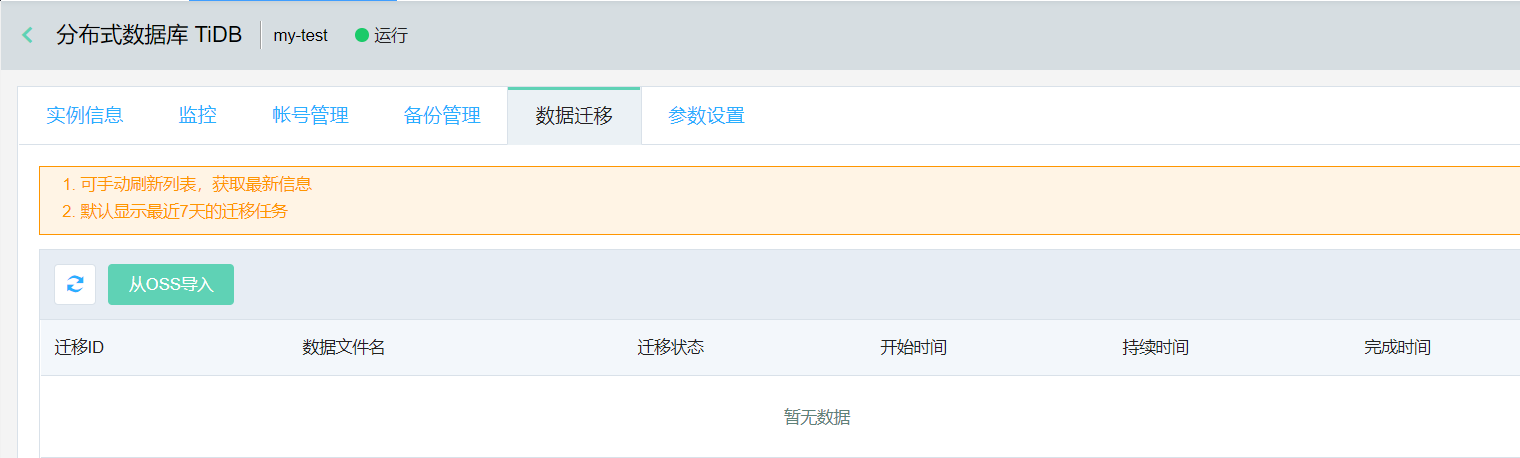 分布式数据库 TiDB my-test 运行
实例信息 监控 帐号管理 备份管理 数据迁移 参数设置
1. 可手动刷新列表，获取最新信息
2. 默认显示最近7天的迁移任务
从OSS导入
迁移ID 数据文件名 迁移状态 开始时间 持续时间 完成时间
暂无数据